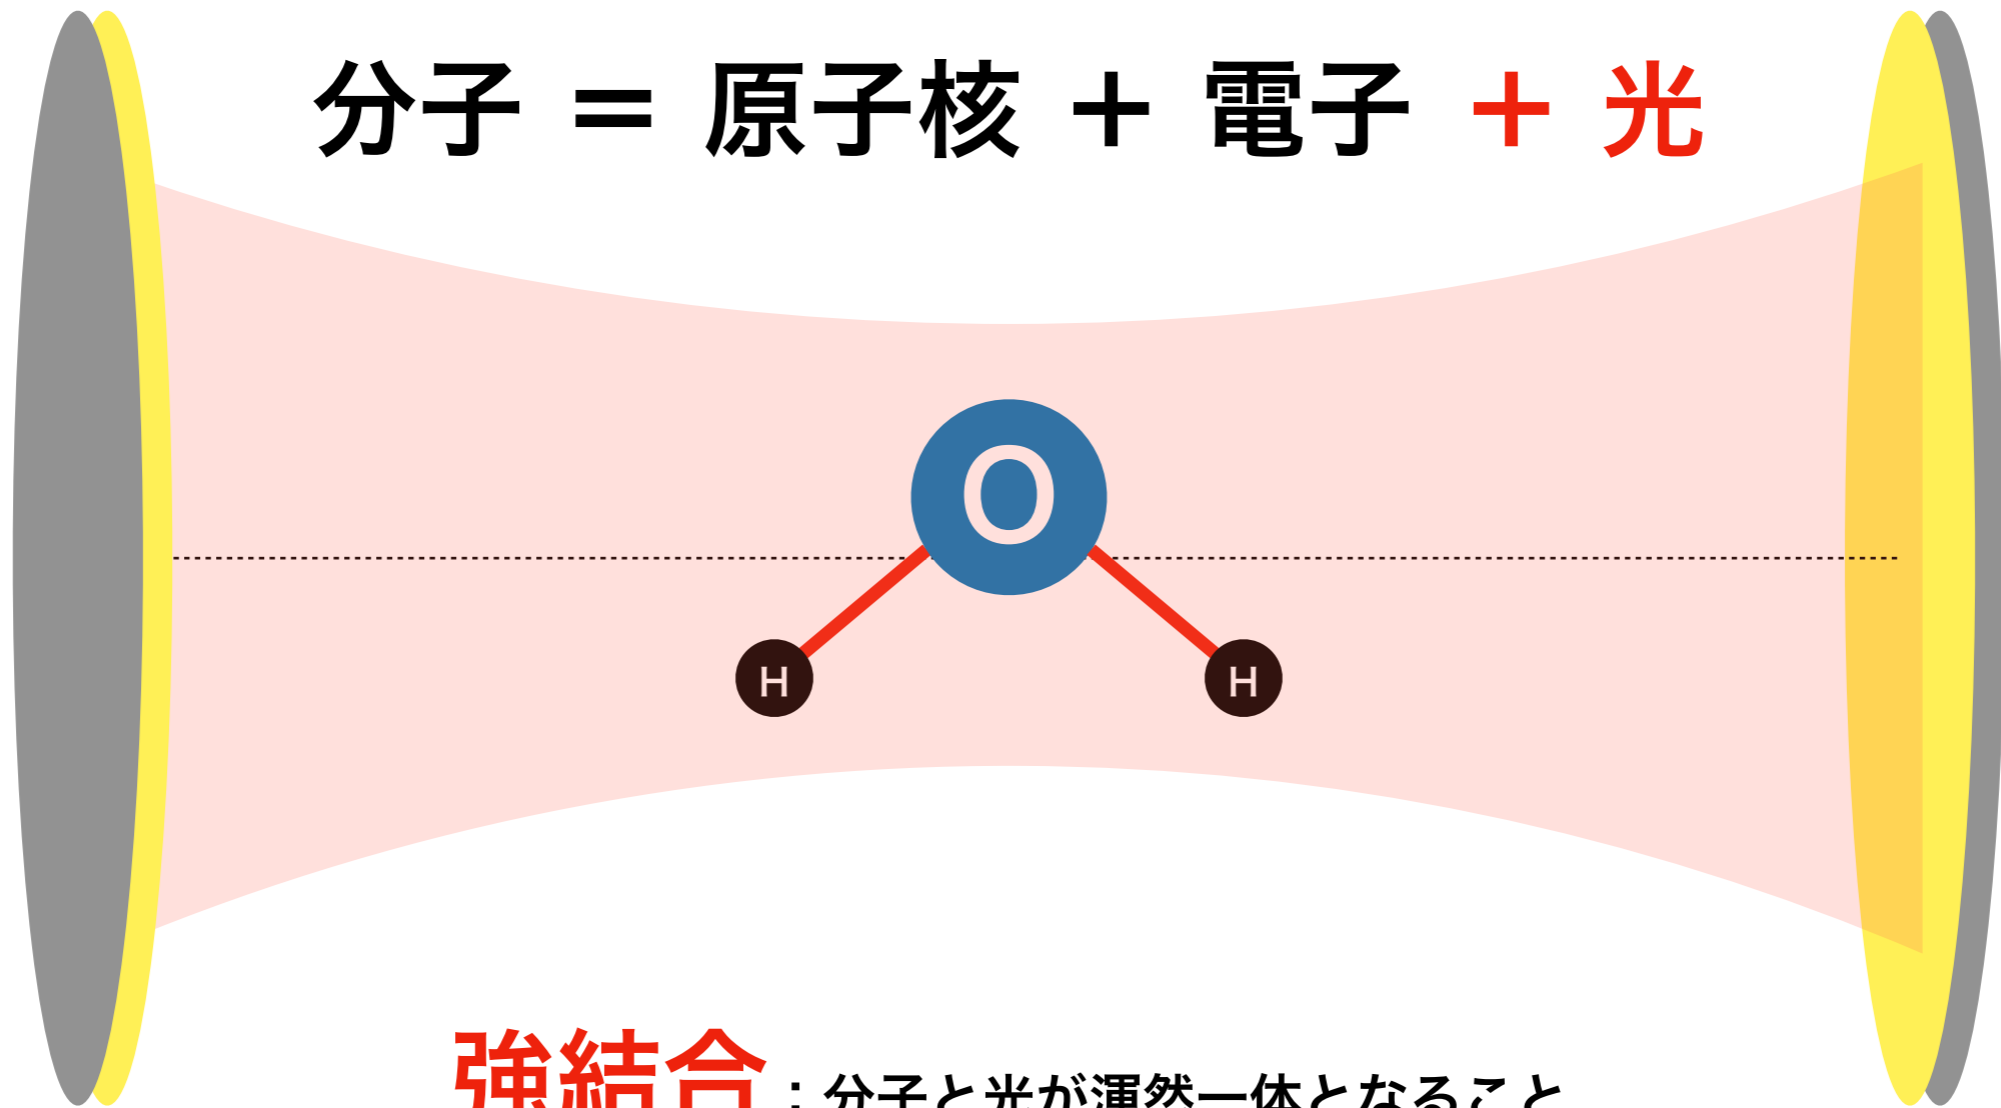 分子 = 原子核 + 電子 + 光
O
H H
強結合：分子と光が渾然一体となること